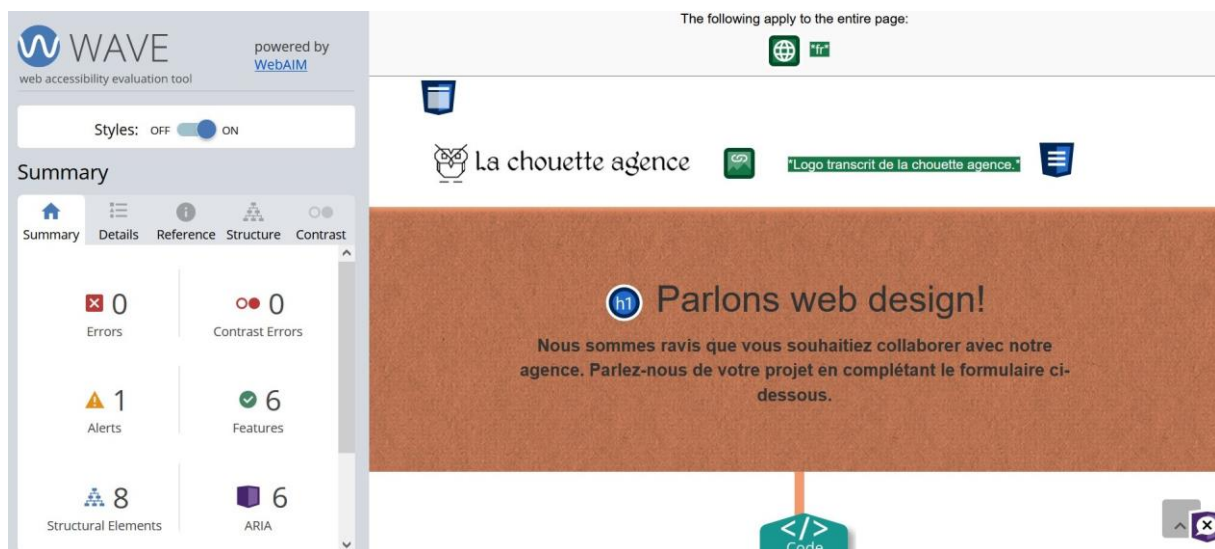 WAVE
web accessibility evaluation tool
powered by
WebAIM
Styles: OFF ON
Summary
Summary Details Reference Structure Contrast
0
Errors
0
Contrast Errors
1
Alerts
6
Features
8
Structural Elements
6
ARIA
The following apply to the entire page:
*fr*
La chouette agence
*Logo transcrit de la chouette agence.*
h1 Parlons web design!
Nous sommes ravis que vous souhaitiez collaborer avec notre
agence. Parlez-nous de votre projet en complétant le formulaire ci-
dessous.
</>
Code